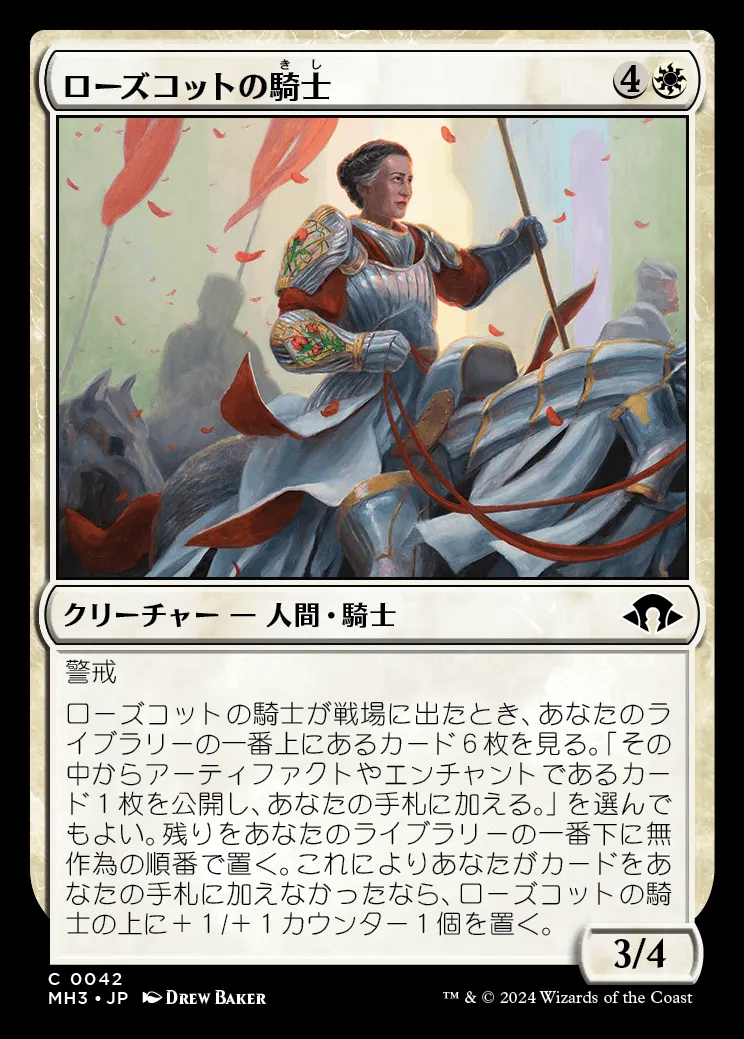 ローズコットの騎士
きし
4
クリーチャー — 人間・騎士
警戒
ローズコットの騎士が戦場に出たとき、あなたのラ
イブラリーの一番上にあるカード6枚を見る。「その
中からアーティファクトやエンチャントであるカー
ド1枚を公開し、あなたの手札に加える。」を選んで
もよい。残りをあなたのライブラリーの一番下に無
作為の順番で置く。これによりあなたがカードをあ
なたの手札に加えなかったなら、ローズコットの騎
士の上に+1/+1カウンター1個を置く。
3/4
C 0042
MH3 • JP DREW BAKER
™ & © 2024 Wizards of the Coast